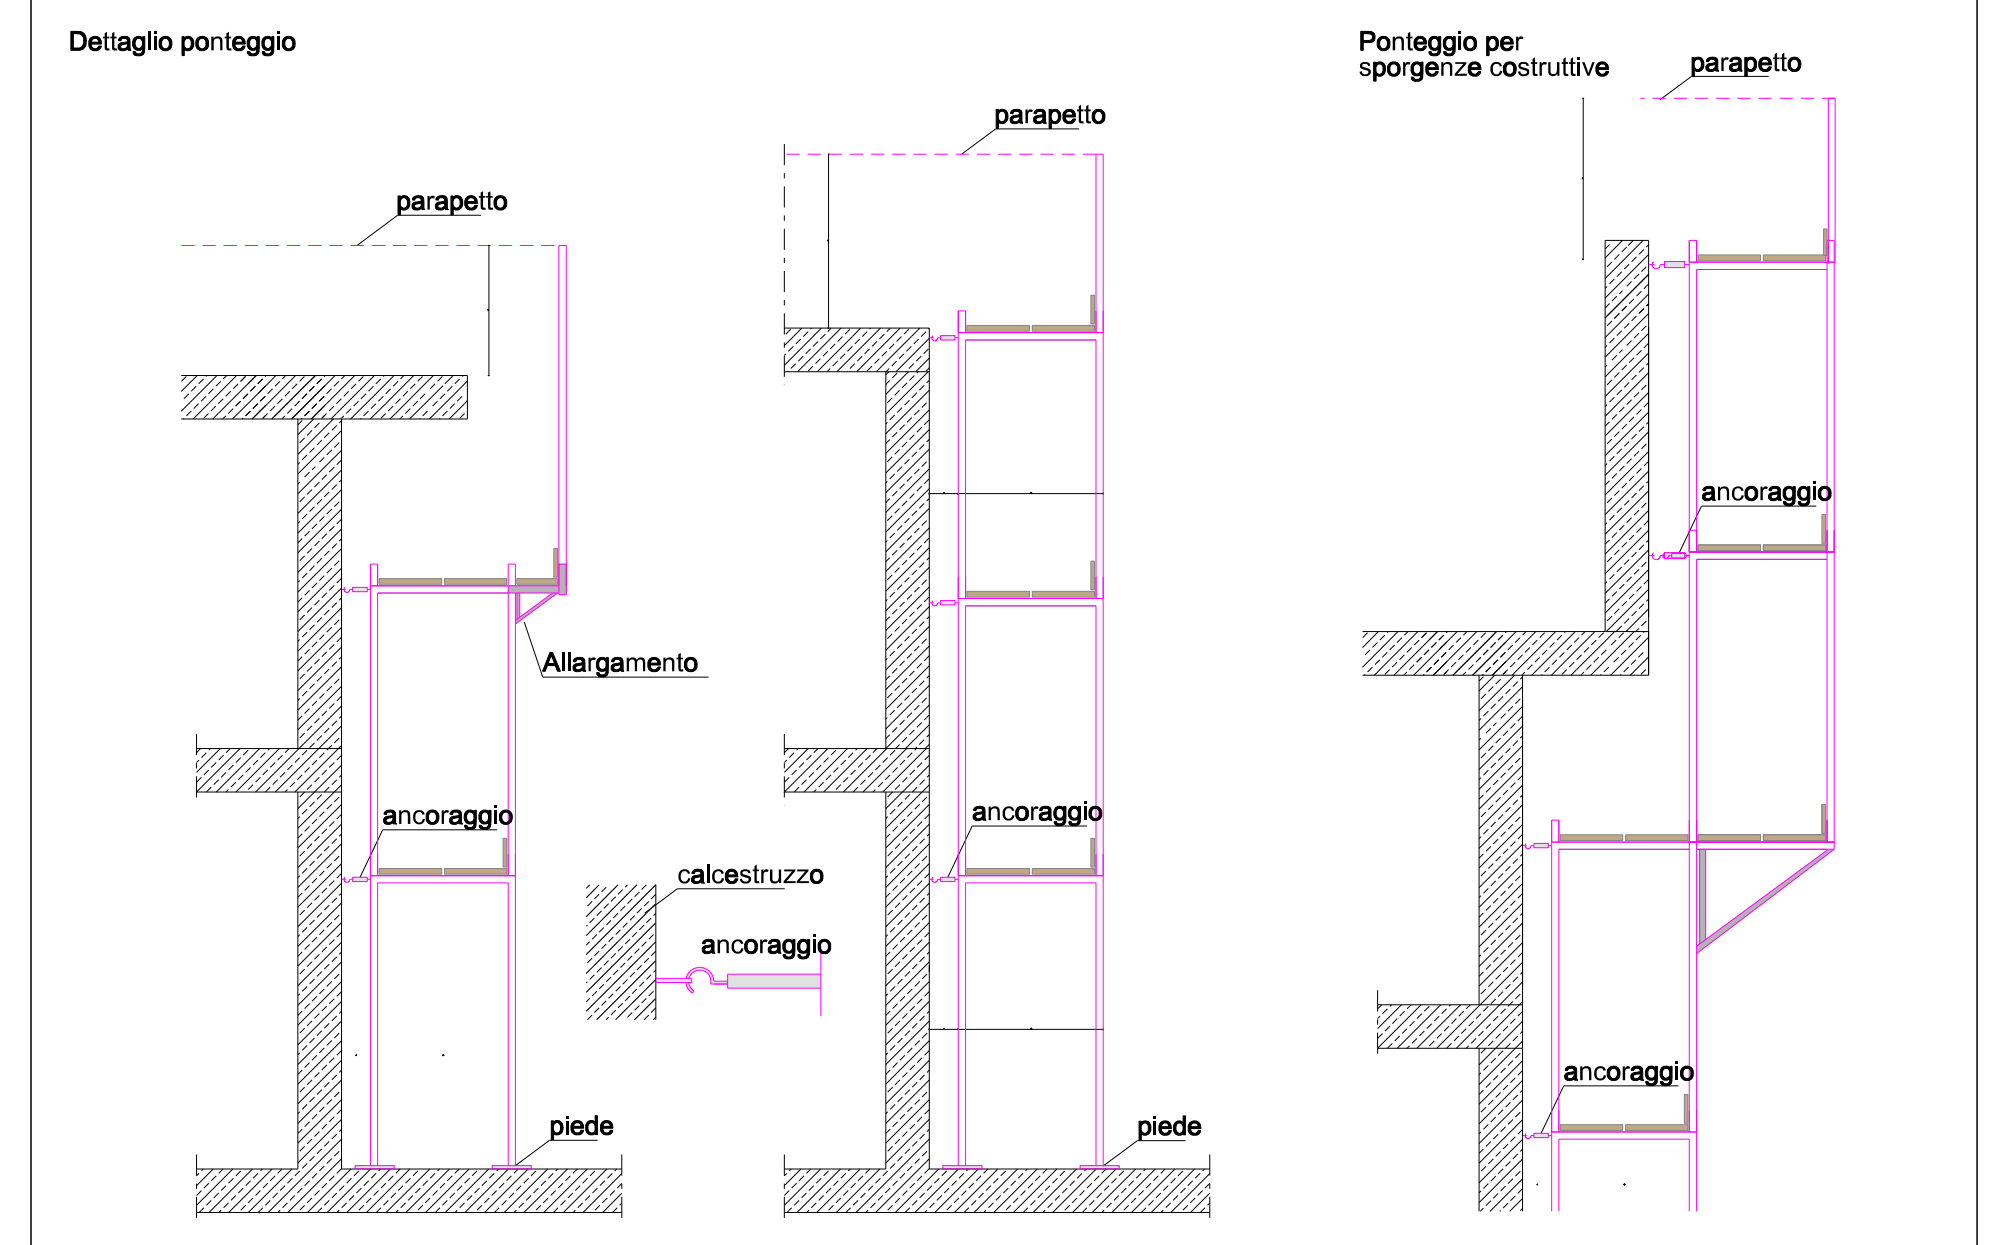 Dettaglio ponteggio
parapetto
Allargamento
ancoraggio
piede
calcestruzzo
ancoraggio
parapetto
ancoraggio
piede
Ponteggio per
sporgenze costruttive
parapetto
ancoraggio
ancoraggio